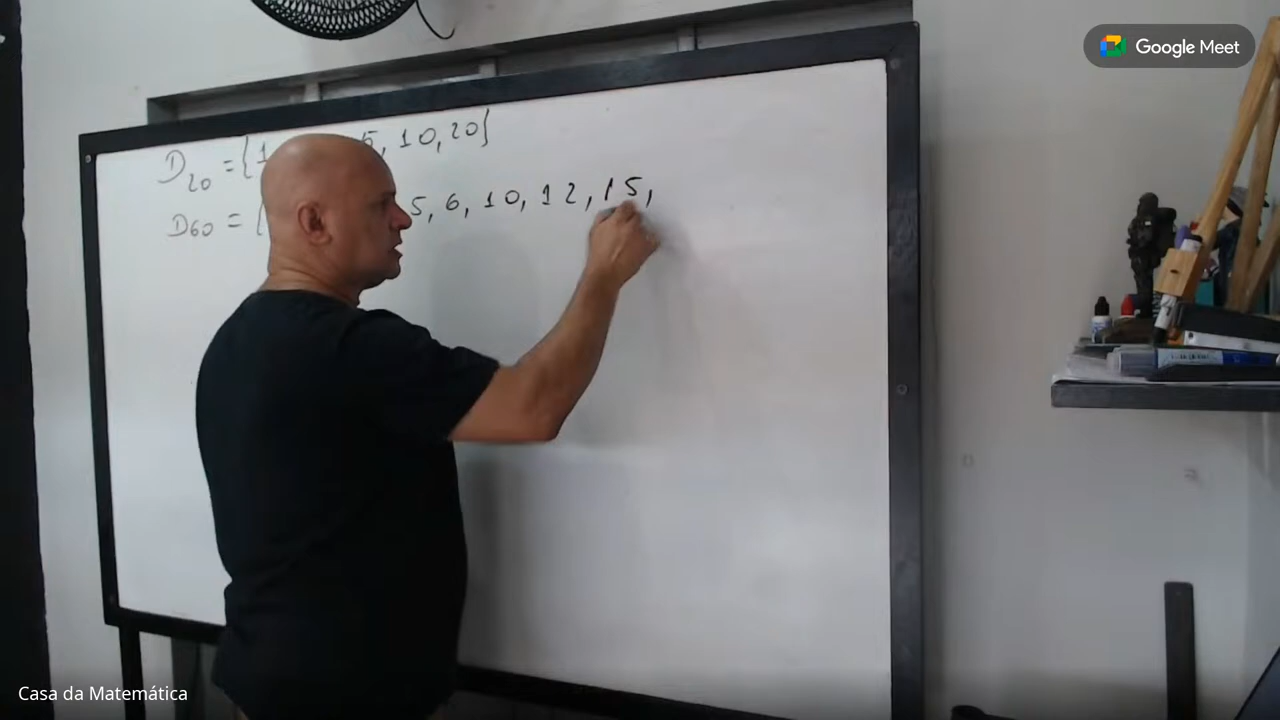 D20 = {1 5, 10, 20}
D60 = { 5, 6, 10, 12, 15,
Google Meet
Casa da Matemática